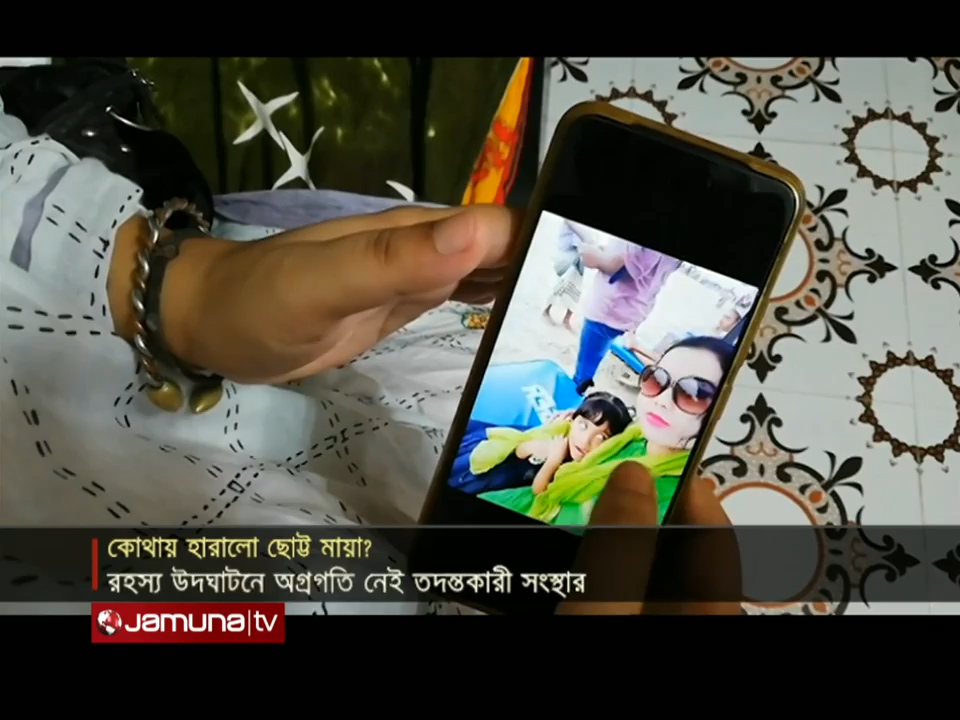 কোথায় হারালো ছোট্ট মায়া?
রহস্য উদঘাটনে অগ্রগতি নেই তদন্তকারী সংস্থার
Jamuna|tv